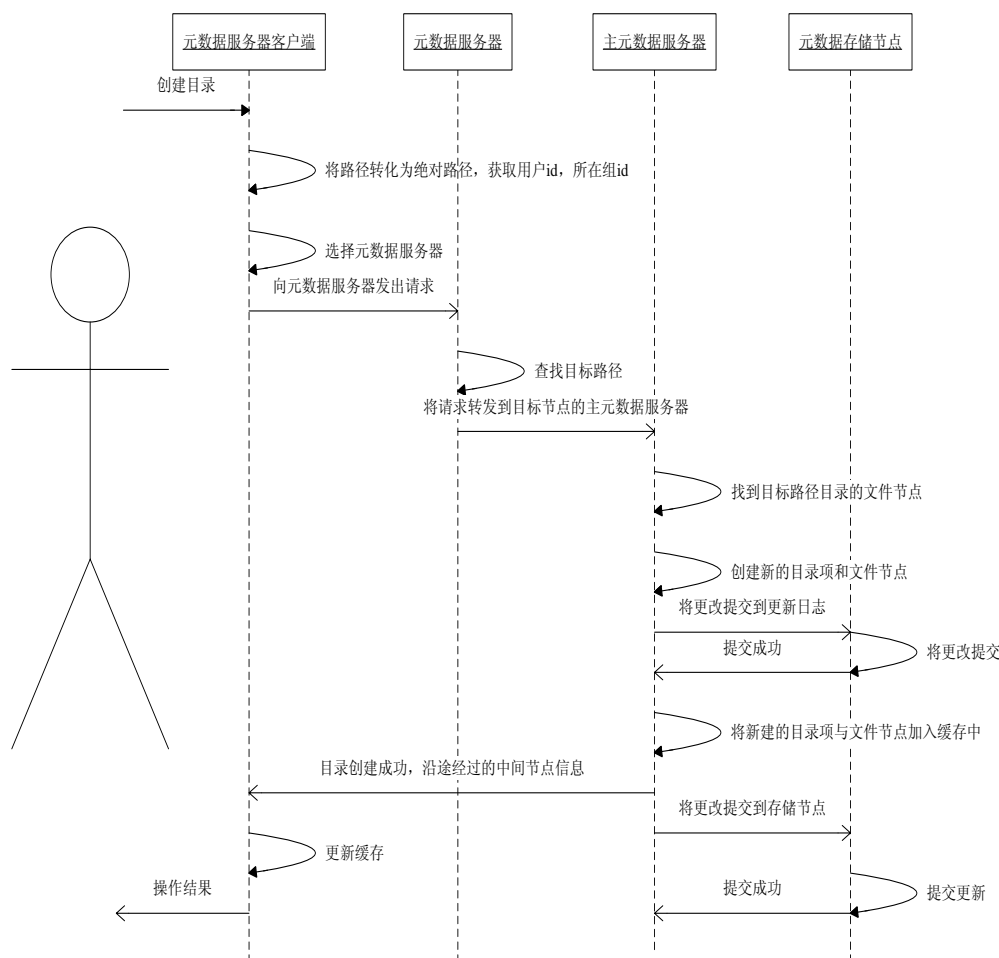 元数据服务器客户端
元数据服务器
主元数据服务器
元数据存储节点
创建目录
将路径转化为绝对路径，获取用户id，所在组id
选择元数据服务器
向元数据服务器发出请求
查找目标路径
将请求转发到目标节点的主元数据服务器
找到目标路径目录的文件节点
创建新的目录项和文件节点
将更改提交到更新日志
提交成功
将更改提交
将新建的目录项与文件节点加入缓存中
目录创建成功，沿途经过的中间节点信息
将更改提交到存储节点
更新缓存
操作结果
提交成功
提交更新